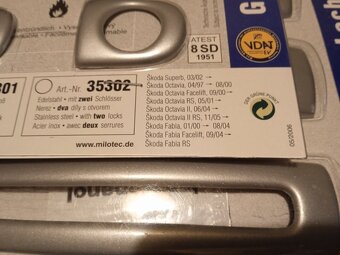 ATEST
8 SD
1951
G
VDN
301
Art.-Nr. 35302
Edelstahl • mit zwei Schlösser
Nerez • dva díly s otvorem
Stainless steel • with two locks
Acier inox • avec deux serrures
www.milotec.de
Škoda Superb, 03/02 →
Škoda Octavia, 04/97 → 08/00
Škoda Octavia Facelift, 09/00 →
Škoda Octavia RS, 05/01 →
Škoda Octavia II, 06/04 →
Škoda Octavia II RS, 11/05 →
Škoda Fabia, 01/00 → 08/04
Škoda Fabia Facelift, 09/04 →
Škoda Fabia RS
DER GRÜNE PUNKT
05/2006